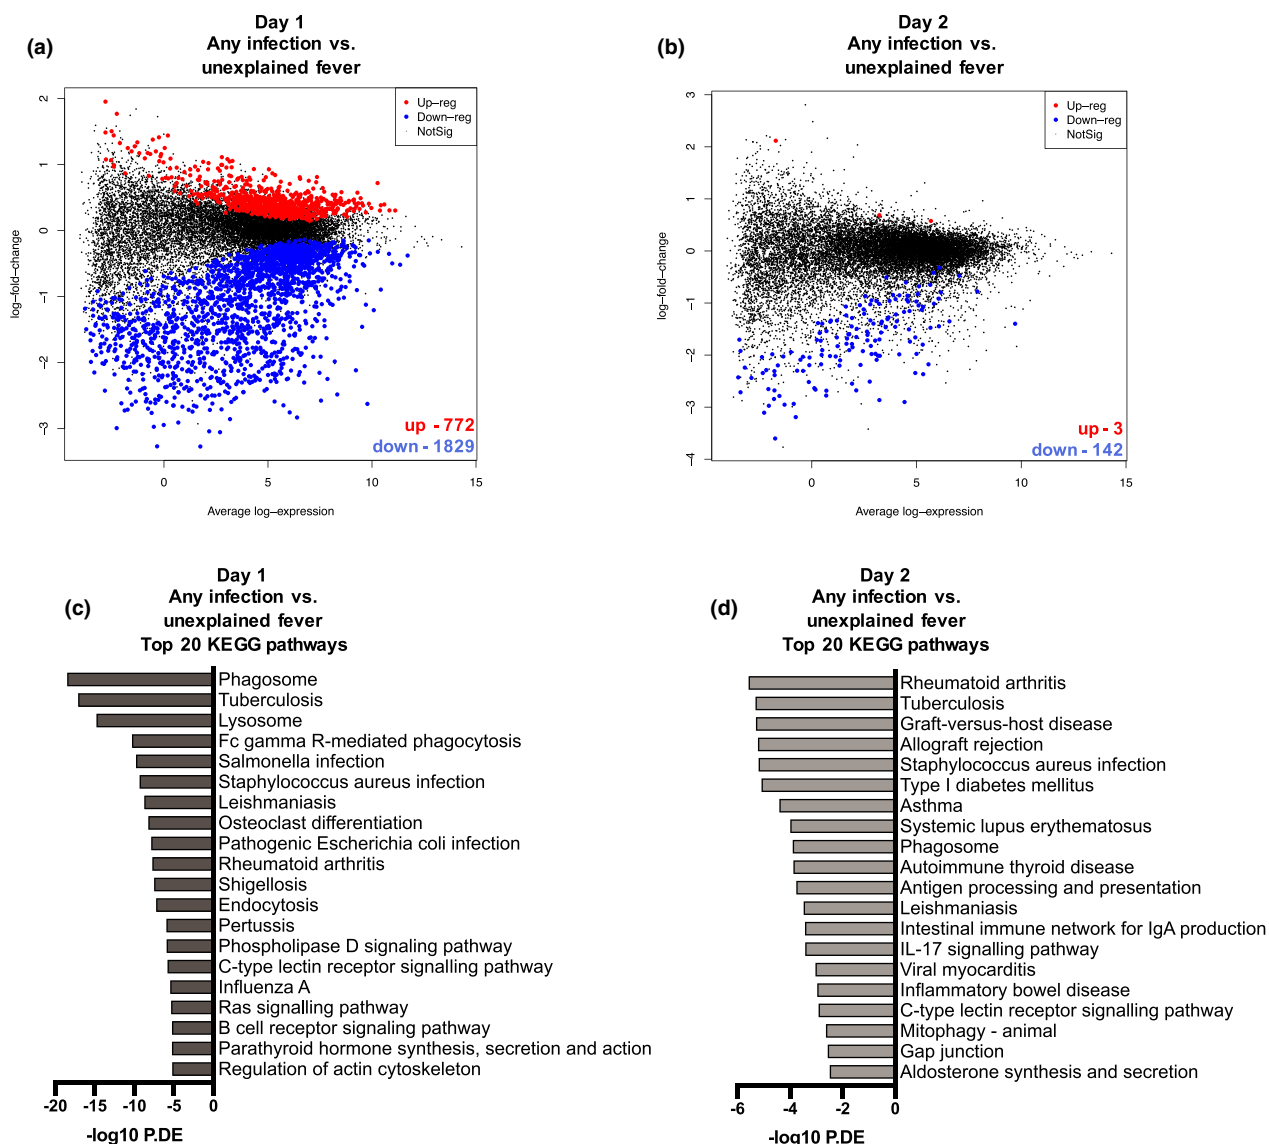 (a)
Day 1
Any infection vs.
unexplained fever
Up-reg
Down-reg
NotSig
2
1
0
-1
-2
-3
log-fold-change
up - 772
down - 1829
0
5
10
15
Average log-expression
(b)
Day 2
Any infection vs.
unexplained fever
Up-reg
Down-reg
NotSig
3
2
1
0
-1
-2
-3
-4
log-fold-change
up - 3
down - 142
0
5
10
15
Average log-expression
(c)
Day 1
Any infection vs.
unexplained fever
Top 20 KEGG pathways
Phagosome
Tuberculosis
Lysosome
Fc gamma R-mediated phagocytosis
Salmonella infection
Staphylococcus aureus infection
Leishmaniasis
Osteoclast differentiation
Pathogenic Escherichia coli infection
Rheumatoid arthritis
Shigellosis
Endocytosis
Pertussis
Phospholipase D signaling pathway
C-type lectin receptor signalling pathway
Influenza A
Ras signalling pathway
B cell receptor signaling pathway
Parathyroid hormone synthesis, secretion and action
Regulation of actin cytoskeleton
-20 -15 -10 -5 0
-log10 P.DE
(d)
Day 2
Any infection vs.
unexplained fever
Top 20 KEGG pathways
Rheumatoid arthritis
Tuberculosis
Graft-versus-host disease
Allograft rejection
Staphylococcus aureus infection
Type I diabetes mellitus
Asthma
Systemic lupus erythematosus
Phagosome
Autoimmune thyroid disease
Antigen processing and presentation
Leishmaniasis
Intestinal immune network for IgA production
IL-17 signalling pathway
Viral myocarditis
Inflammatory bowel disease
C-type lectin receptor signalling pathway
Mitophagy - animal
Gap junction
Aldosterone synthesis and secretion
-6 -4 -2 0
-log10 P.DE